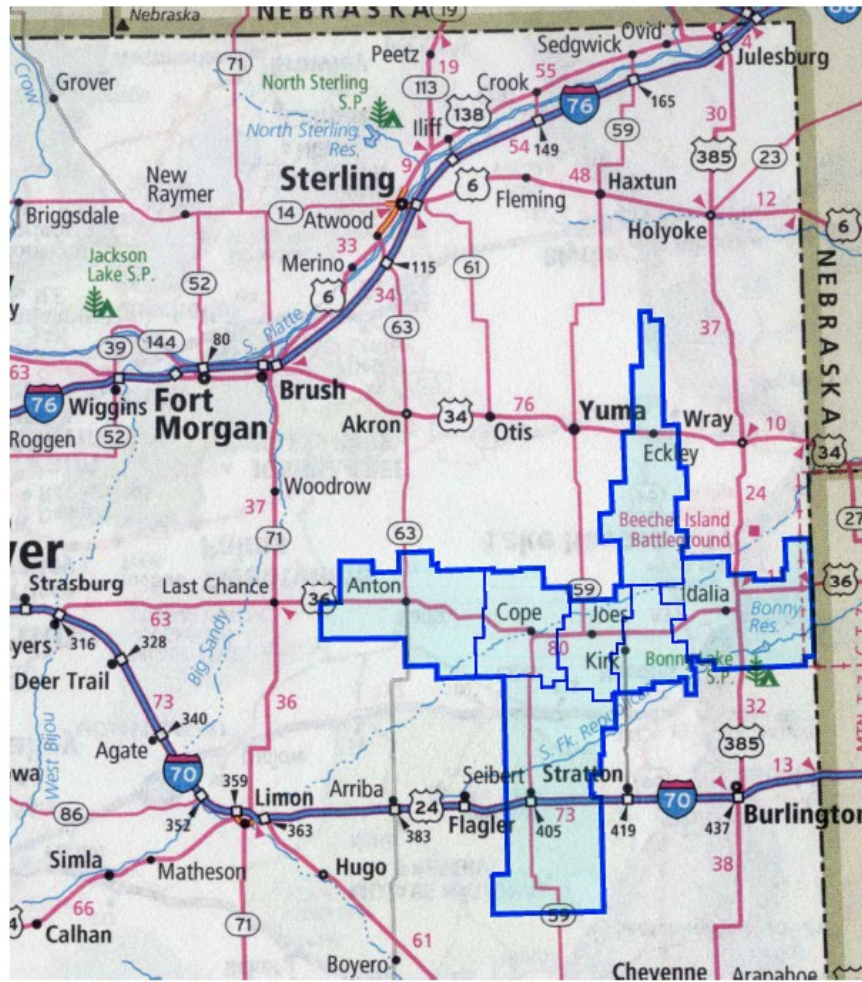 Nebraska
NEBRASKA
19
80
Ovid
4
Peetz
Sedgwick
Julesburg
71
19
Grover
North Sterling
S.P.
113
Crook
55
76
165
Crow
138
North Sterling
Res.
Iliff
59
30
149
54
385
23
9
Sterling
6
48
Haxtun
New
Raymer
Fleming
12
Briggsdale
14
Atwood
Holyoke
6
33
Jackson
Lake S.P.
Merino
115
61
52
6
34
NEBRASKA
63
S. Platte
37
39
144
80
63
76
Wiggins
Fort
Morgan
Brush
76
Yuma
Wray
10
Roggen
52
Akron
34
Otis
34
Eckley
Woodrow
24
37
27
Beecher Island
Battleground
71
63
ver
Strasburg
Last Chance
36
Anton
59
Idalia
36
63
Cope
Joes
Bonny
Res.
yers
316
328
80
Kirk
Bonny Lake
S.P.
Deer Trail
Big Sandy
36
32
73
340
S. Fk. Republican
Agate
385
West Bijou
70
359
Arriba
Seibert
Stratton
13
owa
Limon
24
73
70
86
352
363
383
Flagler
405
419
437
Burlington
Simla
Matheson
Hugo
38
66
59
Calhan
71
61
Boyero
Cheyenne
Arapahoe